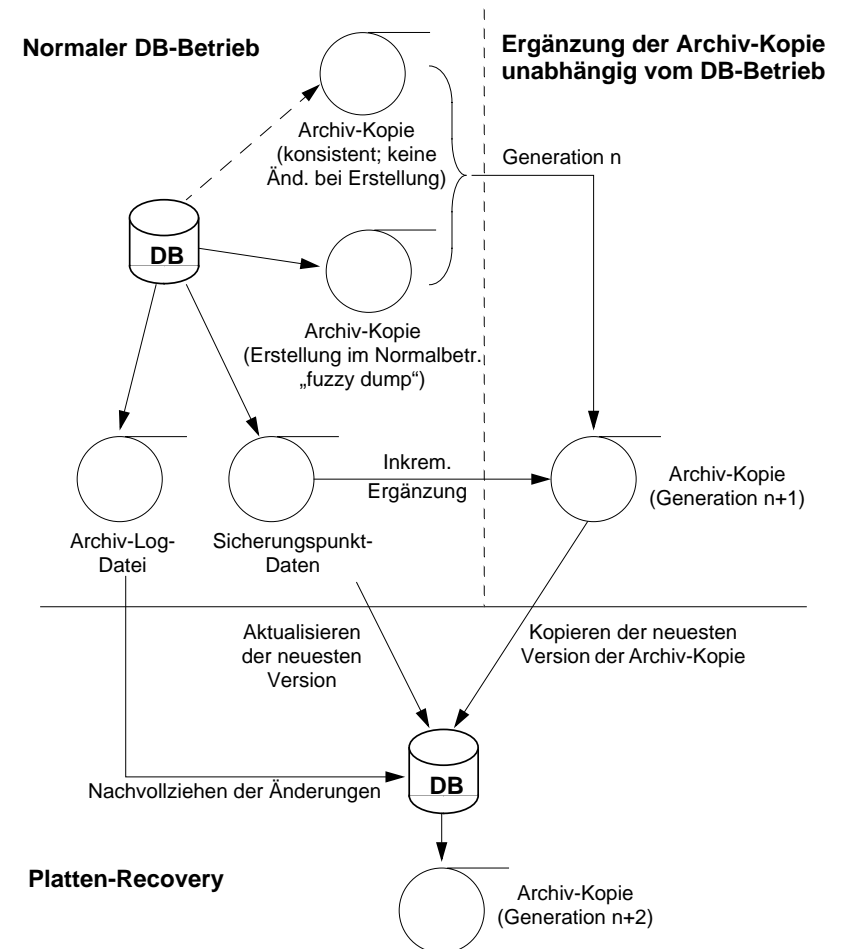 Normaler DB-Betrieb
Ergänzung der Archiv-Kopie
unabhängig vom DB-Betrieb
Archiv-Kopie
(konsistent; keine
Änd. bei Erstellung)
Generation n
DB
Archiv-Kopie
(Erstellung im Normalbetr.
„fuzzy dump“)
Inkrem.
Ergänzung
Archiv-Kopie
(Generation n+1)
Archiv-Log-
Datei
Sicherungspunkt-
Daten
Aktualisieren
der neuesten
Version
Kopieren der neuesten
Version der Archiv-Kopie
DB
Nachvollziehen der Änderungen
Platten-Recovery
Archiv-Kopie
(Generation n+2)